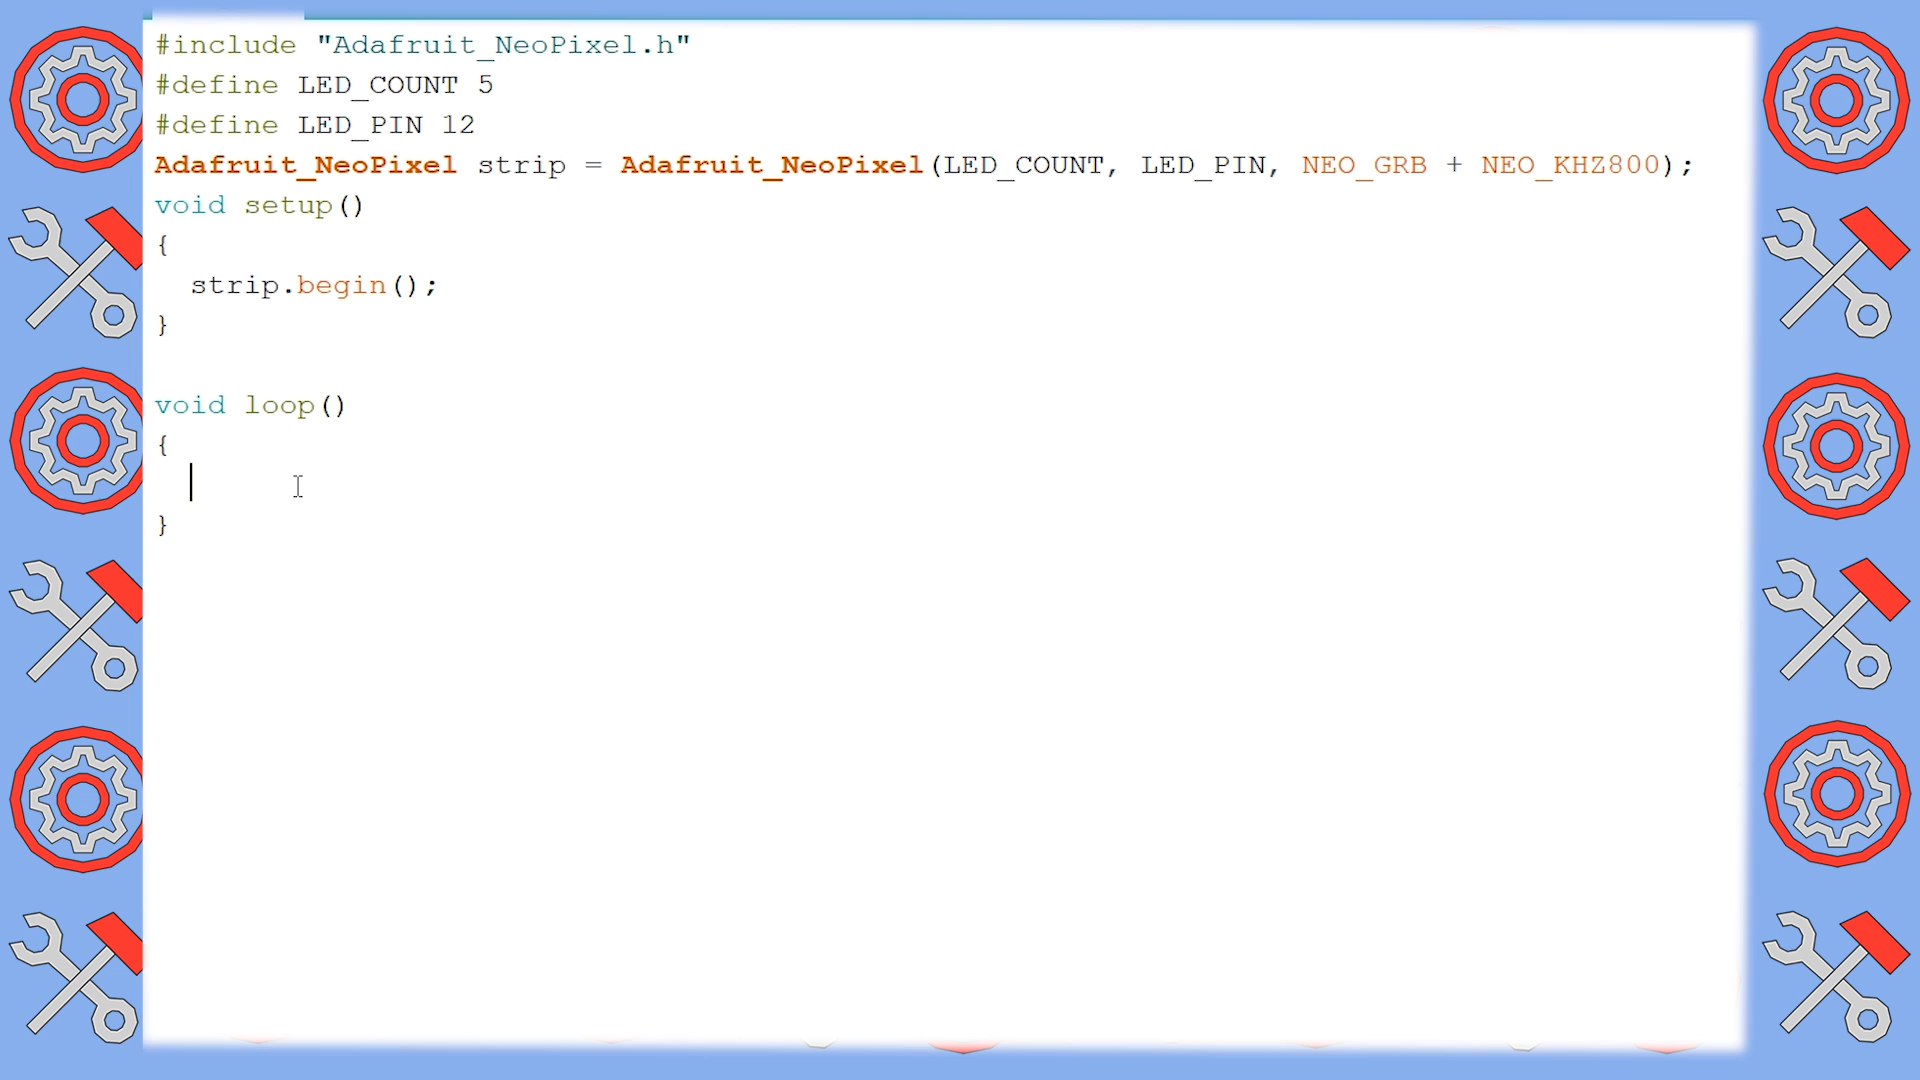 #include "Adafruit_NeoPixel.h"
#define LED_COUNT 5
#define LED_PIN 12
Adafruit_NeoPixel strip = Adafruit_NeoPixel(LED_COUNT, LED_PIN, NEO_GRB + NEO_KHZ800);
void setup()
{
  strip.begin();
}
void loop()
{
}